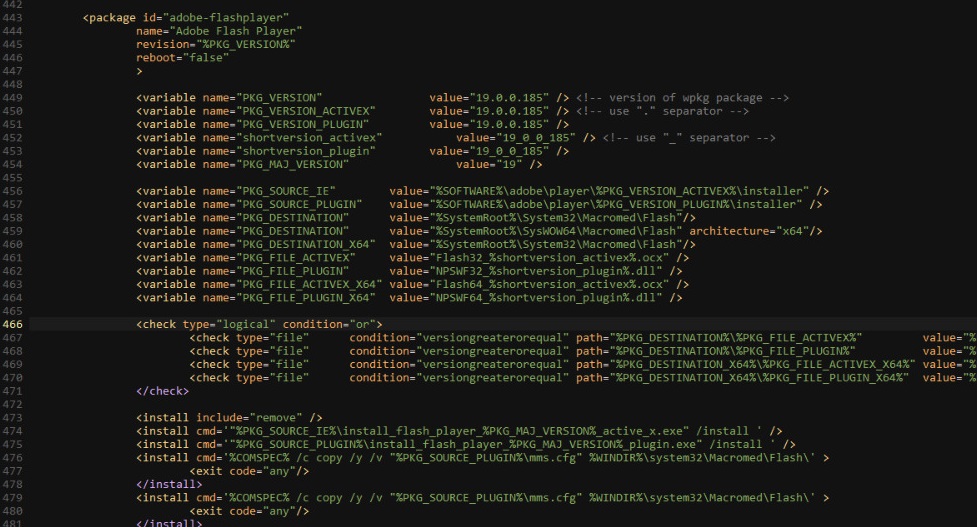 442
443 <package id="adobe-flashplayer"
444 name="Adobe Flash Player"
445 revision="%PKG_VERSION%"
446 reboot="false"
447 >
448
449 <variable name="PKG_VERSION" value="19.0.0.185" /> <!-- version of wpkg package -->
450 <variable name="PKG_VERSION_ACTIVEX" value="19.0.0.185" /> <!-- use "." separator -->
451 <variable name="PKG_VERSION_PLUGIN" value="19.0.0.185" />
452 <variable name="shortversion_activex" value="19_0_0_185" /> <!-- use "_" separator -->
453 <variable name="shortversion_plugin" value="19_0_0_185" />
454 <variable name="PKG_MAJ_VERSION" value="19" />
455
456 <variable name="PKG_SOURCE_IE" value="%SOFTWARE%\adobe\player\%PKG_VERSION_ACTIVEX%\installer" />
457 <variable name="PKG_SOURCE_PLUGIN" value="%SOFTWARE%\adobe\player\%PKG_VERSION_PLUGIN%\installer" />
458 <variable name="PKG_DESTINATION" value="%SystemRoot%\System32\Macromed\Flash"/>
459 <variable name="PKG_DESTINATION" value="%SystemRoot%\SysWOW64\Macromed\Flash" architecture="x64"/>
460 <variable name="PKG_DESTINATION_X64" value="%SystemRoot%\System32\Macromed\Flash"/>
461 <variable name="PKG_FILE_ACTIVEX" value="Flash32_%shortversion_activex%.ocx" />
462 <variable name="PKG_FILE_PLUGIN" value="NPSWF32_%shortversion_plugin%.dll" />
463 <variable name="PKG_FILE_ACTIVEX_X64" value="Flash64_%shortversion_activex%.ocx" />
464 <variable name="PKG_FILE_PLUGIN_X64" value="NPSWF64_%shortversion_plugin%.dll" />
465
466 <check type="logical" condition="or">
467 <check type="file" condition="versiongreaterorequal" path="%PKG_DESTINATION%\%PKG_FILE_ACTIVEX%" value="%
468 <check type="file" condition="versiongreaterorequal" path="%PKG_DESTINATION%\%PKG_FILE_PLUGIN%" value="%
469 <check type="file" condition="versiongreaterorequal" path="%PKG_DESTINATION_X64%\%PKG_FILE_ACTIVEX_X64%" value="%
470 <check type="file" condition="versiongreaterorequal" path="%PKG_DESTINATION_X64%\%PKG_FILE_PLUGIN_X64%" value="%
471 </check>
472
473 <install include="remove" />
474 <install cmd='"%PKG_SOURCE_IE%\install_flash_player_%PKG_MAJ_VERSION%_active_x.exe" /install ' />
475 <install cmd='"%PKG_SOURCE_PLUGIN%\install_flash_player_%PKG_MAJ_VERSION%_plugin.exe" /install ' />
476 <install cmd='%COMSPEC% /c copy /y /v "%PKG_SOURCE_PLUGIN%\mms.cfg" %WINDIR%\system32\Macromed\Flash\' >
477 <exit code="any"/>
478 </install>
479 <install cmd='%COMSPEC% /c copy /y /v "%PKG_SOURCE_PLUGIN%\mms.cfg" %WINDIR%\system32\Macromed\Flash\' >
480 <exit code="any"/>
481 </install>